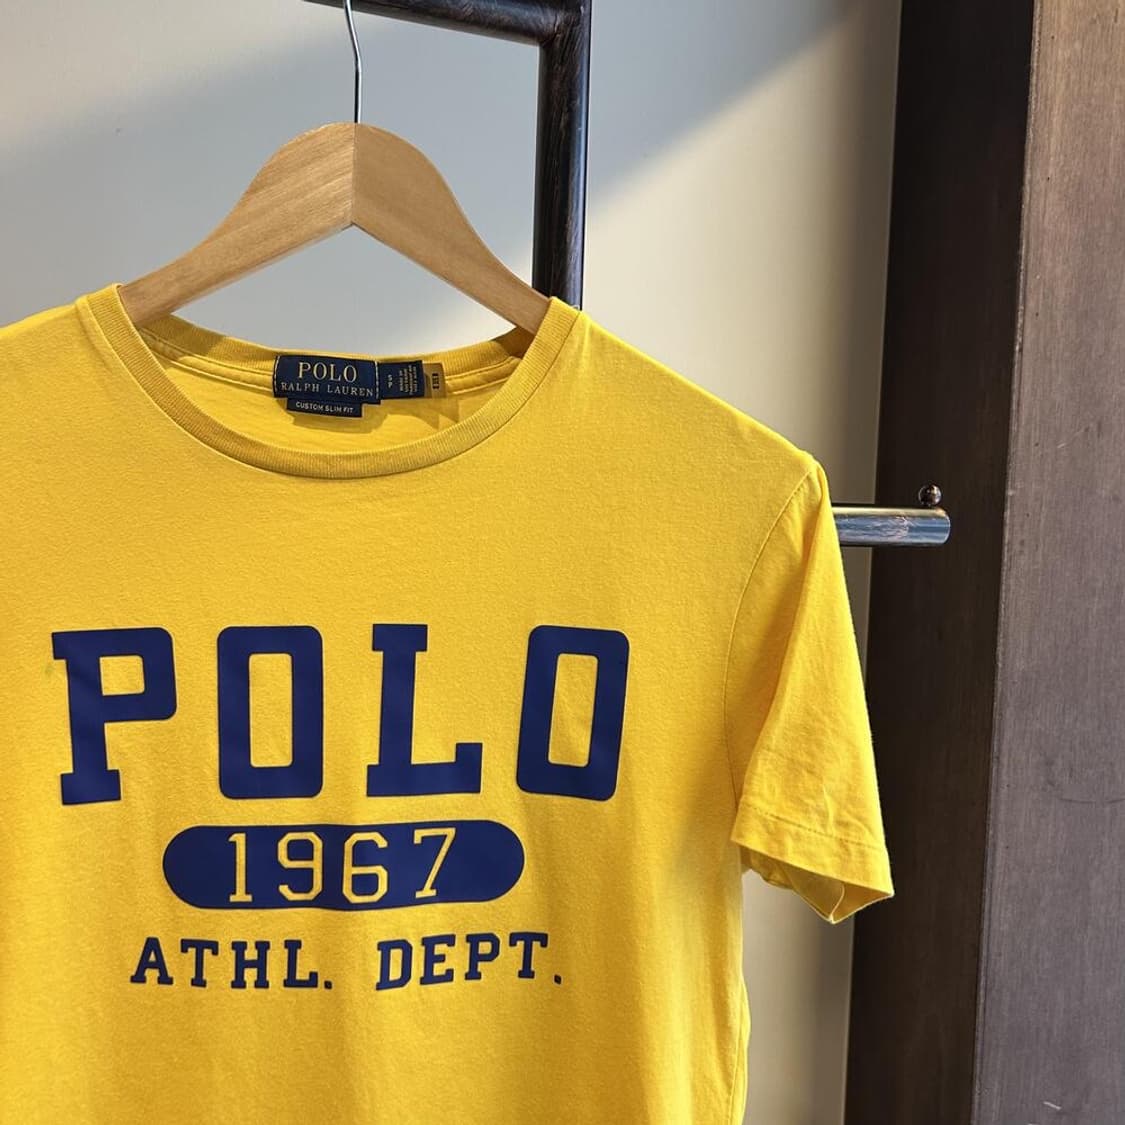 POLO
RALPH LAUREN
CUSTOM SLIM FIT
POLO
1967
ATHL. DEPT.